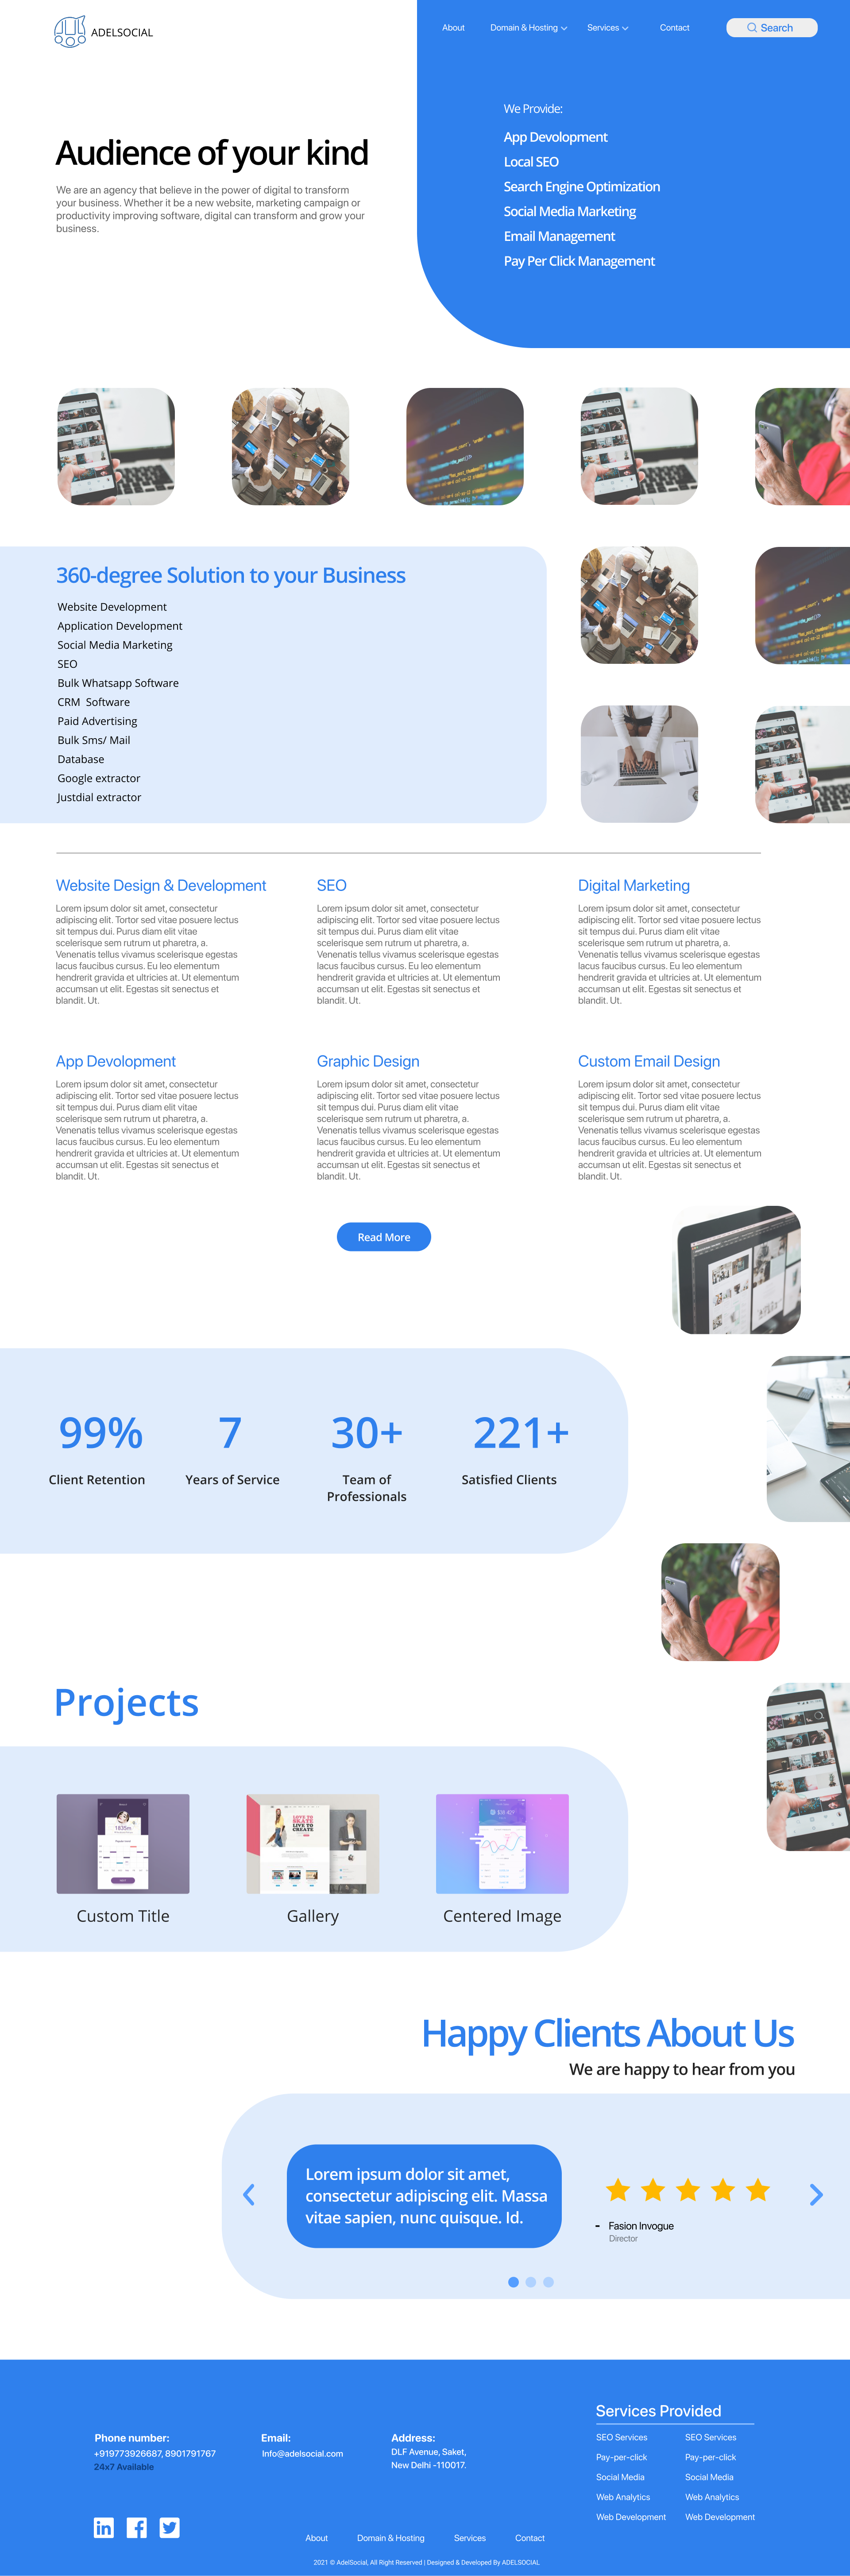 ADELSOCIAL
About Domain & Hosting Services Contact Search
Audience of your kind
We are an agency that believe in the power of digital to transform
your business. Whether it be a new website, marketing campaign or
productivity improving software, digital can transform and grow your
business.
We Provide:
App Devolopment
Local SEO
Search Engine Optimization
Social Media Marketing
Email Management
Pay Per Click Management
360-degree Solution to your Business
Website Development
Application Development
Social Media Marketing
SEO
Bulk Whatsapp Software
CRM Software
Paid Advertising
Bulk Sms/ Mail
Database
Google extractor
Justdial extractor
Website Design & Development
Lorem ipsum dolor sit amet, consectetur
adipiscing elit. Tortor sed vitae posuere lectus
sit tempus dui. Purus diam elit vitae
scelerisque sem rutrum ut pharetra, a.
Venenatis tellus vivamus scelerisque egestas
lacus faucibus cursus. Eu leo elementum
hendrerit gravida et ultricies at. Ut elementum
accumsan ut elit. Egestas sit senectus et
blandit. Ut.
SEO
Lorem ipsum dolor sit amet, consectetur
adipiscing elit. Tortor sed vitae posuere lectus
sit tempus dui. Purus diam elit vitae
scelerisque sem rutrum ut pharetra, a.
Venenatis tellus vivamus scelerisque egestas
lacus faucibus cursus. Eu leo elementum
hendrerit gravida et ultricies at. Ut elementum
accumsan ut elit. Egestas sit senectus et
blandit. Ut.
Digital Marketing
Lorem ipsum dolor sit amet, consectetur
adipiscing elit. Tortor sed vitae posuere lectus
sit tempus dui. Purus diam elit vitae
scelerisque sem rutrum ut pharetra, a.
Venenatis tellus vivamus scelerisque egestas
lacus faucibus cursus. Eu leo elementum
hendrerit gravida et ultricies at. Ut elementum
accumsan ut elit. Egestas sit senectus et
blandit. Ut.
App Devolopment
Lorem ipsum dolor sit amet, consectetur
adipiscing elit. Tortor sed vitae posuere lectus
sit tempus dui. Purus diam elit vitae
scelerisque sem rutrum ut pharetra, a.
Venenatis tellus vivamus scelerisque egestas
lacus faucibus cursus. Eu leo elementum
hendrerit gravida et ultricies at. Ut elementum
accumsan ut elit. Egestas sit senectus et
blandit. Ut.
Graphic Design
Lorem ipsum dolor sit amet, consectetur
adipiscing elit. Tortor sed vitae posuere lectus
sit tempus dui. Purus diam elit vitae
scelerisque sem rutrum ut pharetra, a.
Venenatis tellus vivamus scelerisque egestas
lacus faucibus cursus. Eu leo elementum
hendrerit gravida et ultricies at. Ut elementum
accumsan ut elit. Egestas sit senectus et
blandit. Ut.
Custom Email Design
Lorem ipsum dolor sit amet, consectetur
adipiscing elit. Tortor sed vitae posuere lectus
sit tempus dui. Purus diam elit vitae
scelerisque sem rutrum ut pharetra, a.
Venenatis tellus vivamus scelerisque egestas
lacus faucibus cursus. Eu leo elementum
hendrerit gravida et ultricies at. Ut elementum
accumsan ut elit. Egestas sit senectus et
blandit. Ut.
Read More
99%
Client Retention
7
Years of Service
30+
Team of
Professionals
221+
Satisfied Clients
Projects
LOVE TO
SKATE
LIVE TO
CREATE
Custom Title
Gallery
Centered Image
Happy Clients About Us
We are happy to hear from you
Lorem ipsum dolor sit amet,
consectetur adipiscing elit. Massa
vitae sapien, nunc quisque. Id.
- Fasion Invogue
Director
Phone number:
+919773926687, 8901791767
24x7 Available
Email:
Info@adelsocial.com
Address:
DLF Avenue, Saket,
New Delhi -110017.
Services Provided
SEO Services SEO Services
Pay-per-click Pay-per-click
Social Media Social Media
Web Analytics Web Analytics
Web Development Web Development
About Domain & Hosting Services Contact
2021 © AdelSocial, All Right Reserved | Designed & Developed By ADELSOCIAL